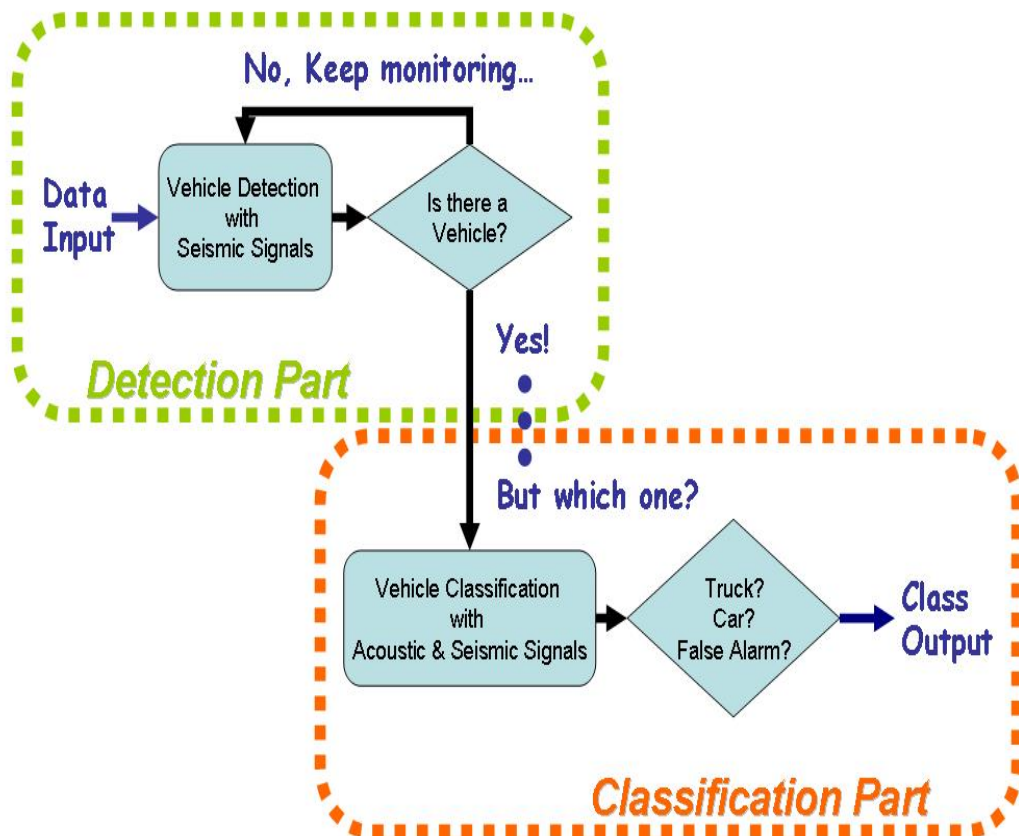 No, Keep monitoring...
Data
Input
Vehicle Detection
with
Seismic Signals
Is there a
Vehicle?
Yes!
Detection Part
But which one?
Vehicle Classification
with
Acoustic & Seismic Signals
Truck?
Car?
False Alarm?
Class
Output
Classification Part